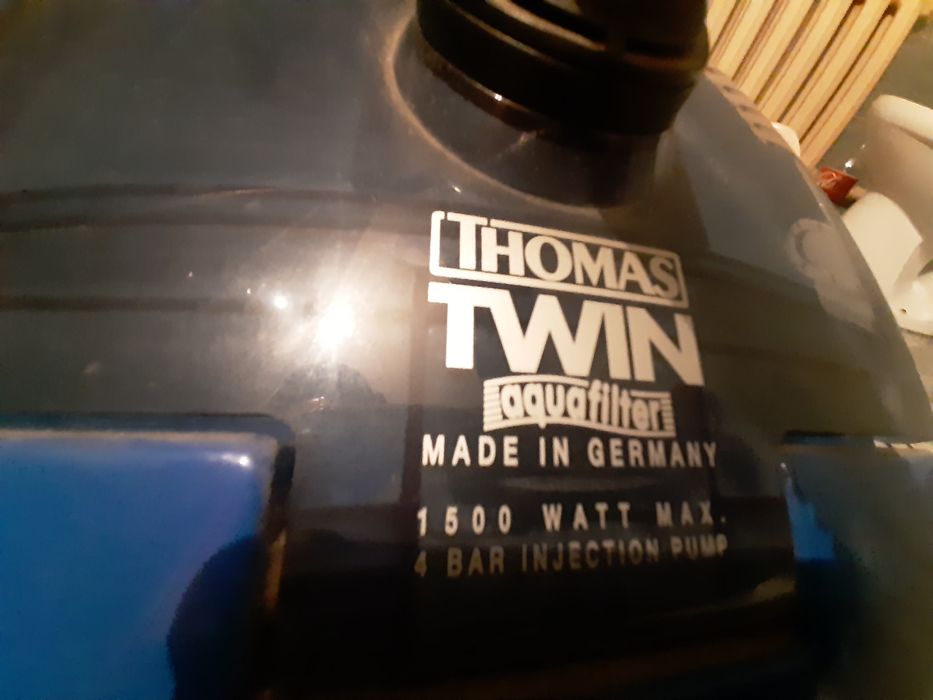 THOMAS
TWIN
aquafilter
MADE IN GERMANY
1500 WATT MAX.
4 BAR INJECTION PUMP